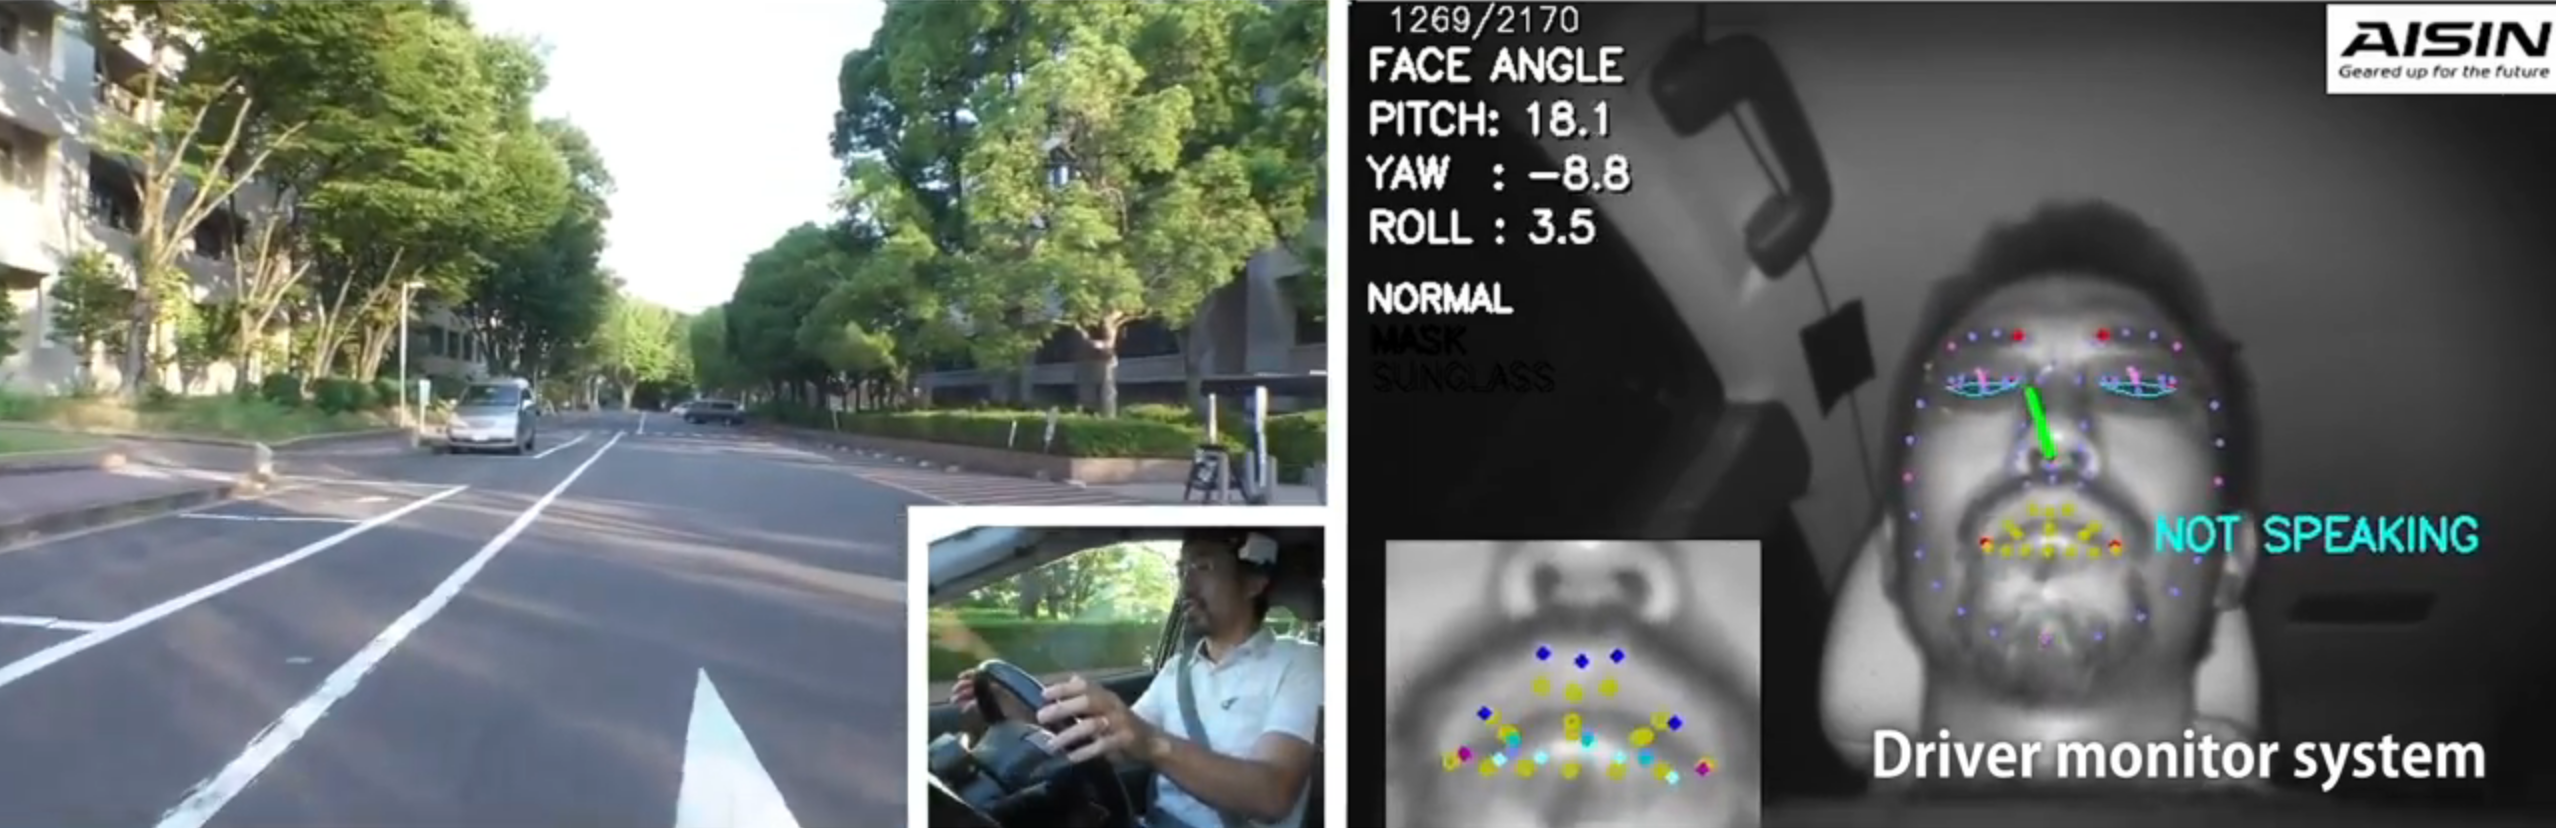 1269/2170
FACE ANGLE
PITCH: 18.1
YAW : -8.8
ROLL : 3.5
NORMAL
MASK
SUNGLASS
AISIN
Geared up for the future
NOT SPEAKING
Driver monitor system